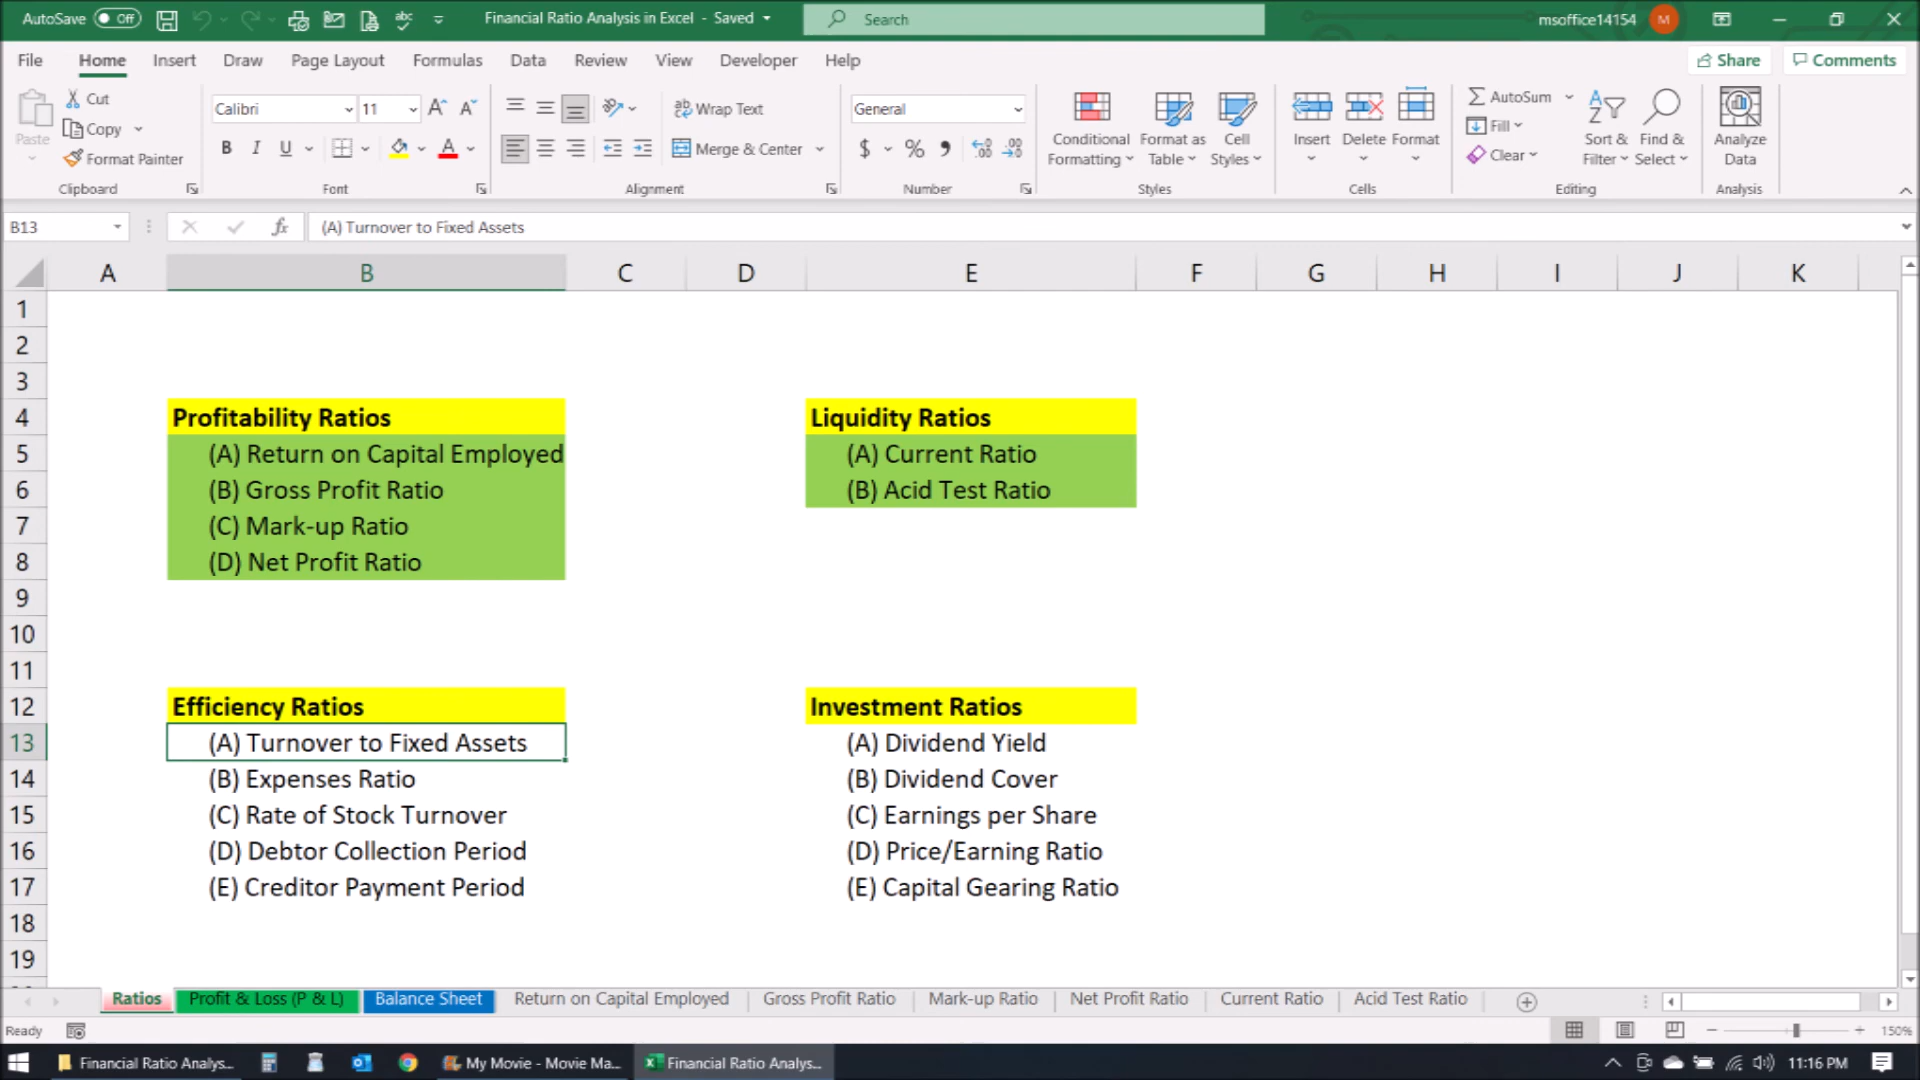 AutoSave Off Financial Ratio Analysis in Excel - Saved Search msoffice14154 M
File Home Insert Draw Page Layout Formulas Data Review View Developer Help Share Comments
Paste
Cut
Copy
Format Painter
Clipboard
Calibri 11
B I U
Font
Wrap Text
Merge & Center
Alignment
General
$ % 9
Number
Conditional Formatting
Format as Table
Cell Styles
Styles
Insert Delete Format
Cells
AutoSum
Fill
Clear
Sort & Filter
Find & Select
Editing
Analyze Data
Analysis
B13 fx (A) Turnover to Fixed Assets
A B C D E F G H I J K
1
2
3
4 Profitability Ratios Liquidity Ratios
5 (A) Return on Capital Employed (A) Current Ratio
6 (B) Gross Profit Ratio (B) Acid Test Ratio
7 (C) Mark-up Ratio
8 (D) Net Profit Ratio
9
10
11
12 Efficiency Ratios Investment Ratios
13 (A) Turnover to Fixed Assets (A) Dividend Yield
14 (B) Expenses Ratio (B) Dividend Cover
15 (C) Rate of Stock Turnover (C) Earnings per Share
16 (D) Debtor Collection Period (D) Price/Earning Ratio
17 (E) Creditor Payment Period (E) Capital Gearing Ratio
18
19
Ratios Profit & Loss (P & L) Balance Sheet Return on Capital Employed Gross Profit Ratio Mark-up Ratio Net Profit Ratio Current Ratio Acid Test Ratio
Ready 150%
Financial Ratio Analys... My Movie - Movie Ma... Financial Ratio Analys... 11:16 PM